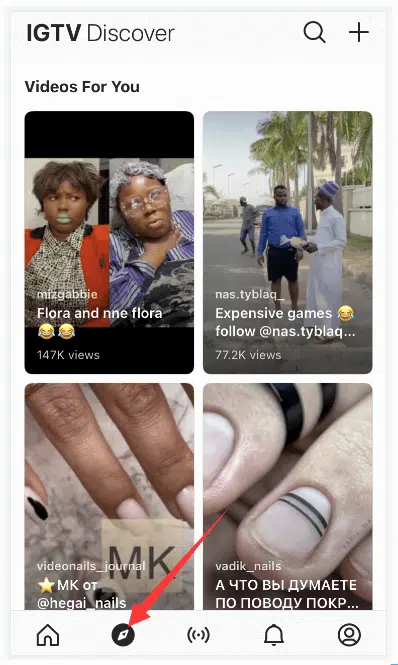 IGTV Discover
Videos For You
mizgabbie
Flora and nne flora
😂 😂
147K views
nas.tyblaq_
Expensive games 😂
follow @nas.tyblaq...
77.2K views
MK
videonails_journal
⭐МК от
@hegai_nails
vadik_nails
А ЧТО ВЫ ДУМАЕТЕ
ПО ПОВОДУ ПОКР...